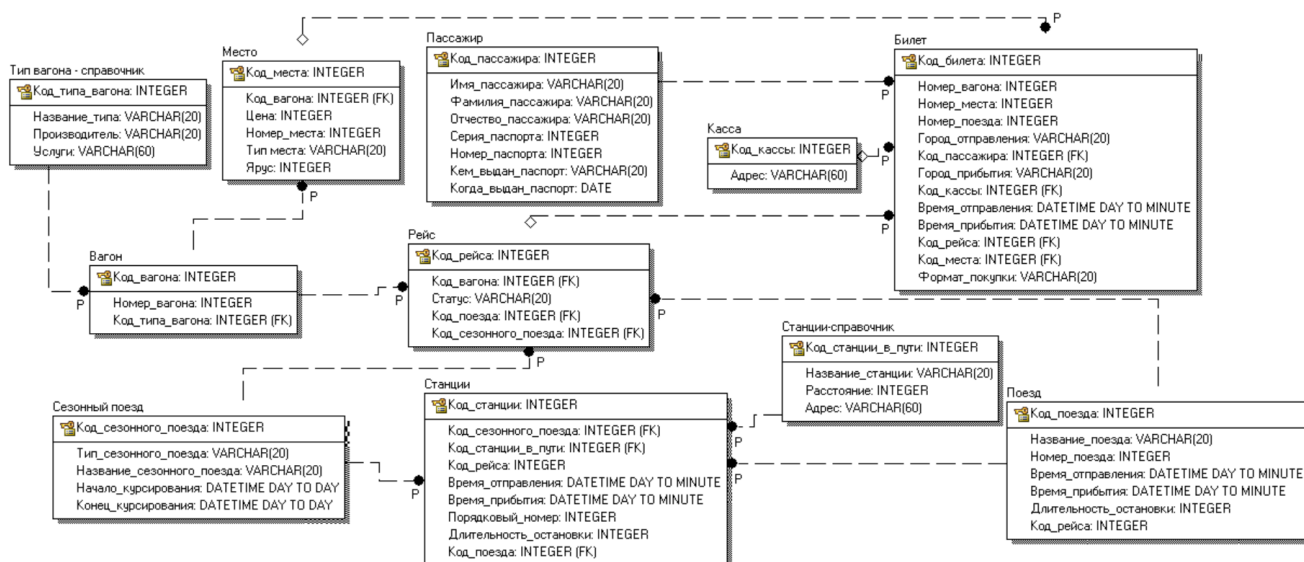 Тип вагона - справочник
Код_типа_вагона: INTEGER
Название_типа: VARCHAR(20)
Производитель: VARCHAR(20)
Услуги: VARCHAR(60)
Место
Код_места: INTEGER
Код_вагона: INTEGER (FK)
Цена: INTEGER
Номер_места: INTEGER
Тип места: VARCHAR(20)
Ярус: INTEGER
Пассажир
Код_пассажира: INTEGER
Имя_пассажира: VARCHAR(20)
Фамилия_пассажира: VARCHAR(20)
Отчество_пассажира: VARCHAR(20)
Серия_паспорта: INTEGER
Номер_паспорта: INTEGER
Кем_выдан_паспорт: VARCHAR(20)
Когда_выдан_паспорт: DATE
Касса
Код_кассы: INTEGER
Адрес: VARCHAR(60)
Билет
Код_билета: INTEGER
Номер_вагона: INTEGER
Номер_места: INTEGER
Номер_поезда: INTEGER
Город_отправления: VARCHAR(20)
Код_пассажира: INTEGER (FK)
Город_прибытия: VARCHAR(20)
Код_кассы: INTEGER (FK)
Время_отправления: DATETIME DAY TO MINUTE
Время_прибытия: DATETIME DAY TO MINUTE
Код_рейса: INTEGER (FK)
Код_места: INTEGER (FK)
Формат_покупки: VARCHAR(20)
P
P
P
P
P
P
P
P
P
Вагон
Код_вагона: INTEGER
Номер_вагона: INTEGER
Код_типа_вагона: INTEGER (FK)
Рейс
Код_рейса: INTEGER
Код_вагона: INTEGER (FK)
Статус: VARCHAR(20)
Код_поезда: INTEGER (FK)
Код_сезонного_поезда: INTEGER (FK)
Станции-справочник
Код_станции_в_пути: INTEGER
Название_станции: VARCHAR(20)
Расстояние: INTEGER
Адрес: VARCHAR(60)
Сезонный поезд
Код_сезонного_поезда: INTEGER
Тип_сезонного_поезда: VARCHAR(20)
Название_сезонного_поезда: VARCHAR(20)
Начало_курсирования: DATETIME DAY TO DAY
Конец_курсирования: DATETIME DAY TO DAY
Станции
Код_станции: INTEGER
Код_сезонного_поезда: INTEGER (FK)
Код_станции_в_пути: INTEGER (FK)
Код_рейса: INTEGER
Время_отправления: DATETIME DAY TO MINUTE
Время_прибытия: DATETIME DAY TO MINUTE
Порядковый_номер: INTEGER
Длительность_остановки: INTEGER
Код_поезда: INTEGER (FK)
P
P
P
Поезд
Код_поезда: INTEGER
Название_поезда: VARCHAR(20)
Номер_поезда: INTEGER
Время_отправления: DATETIME DAY TO MINUTE
Время_прибытия: DATETIME DAY TO MINUTE
Длительность_остановки: INTEGER
Код_рейса: INTEGER